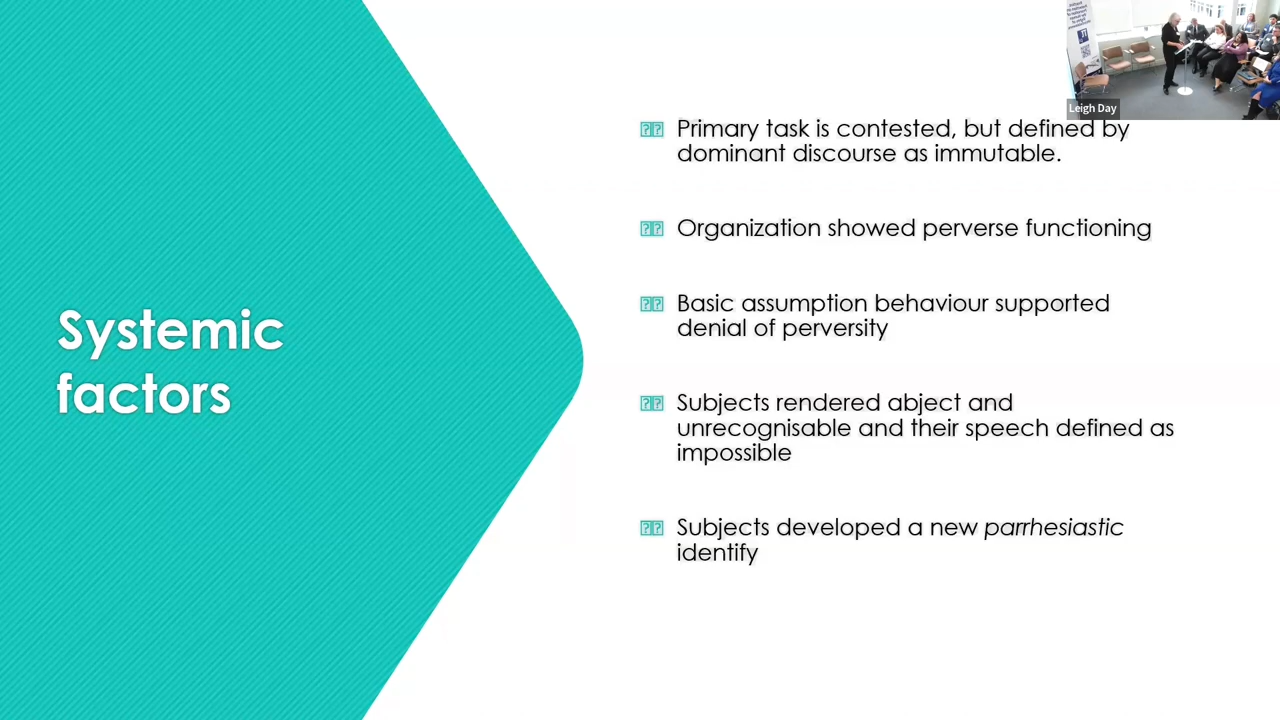 Leigh Day
Primary task is contested, but defined by
dominant discourse as immutable.
Organization showed perverse functioning
Basic assumption behaviour supported
denial of perversity
Systemic
factors
Subjects rendered abject and
unrecognisable and their speech defined as
impossible
Subjects developed a new parrhesiastic
identify